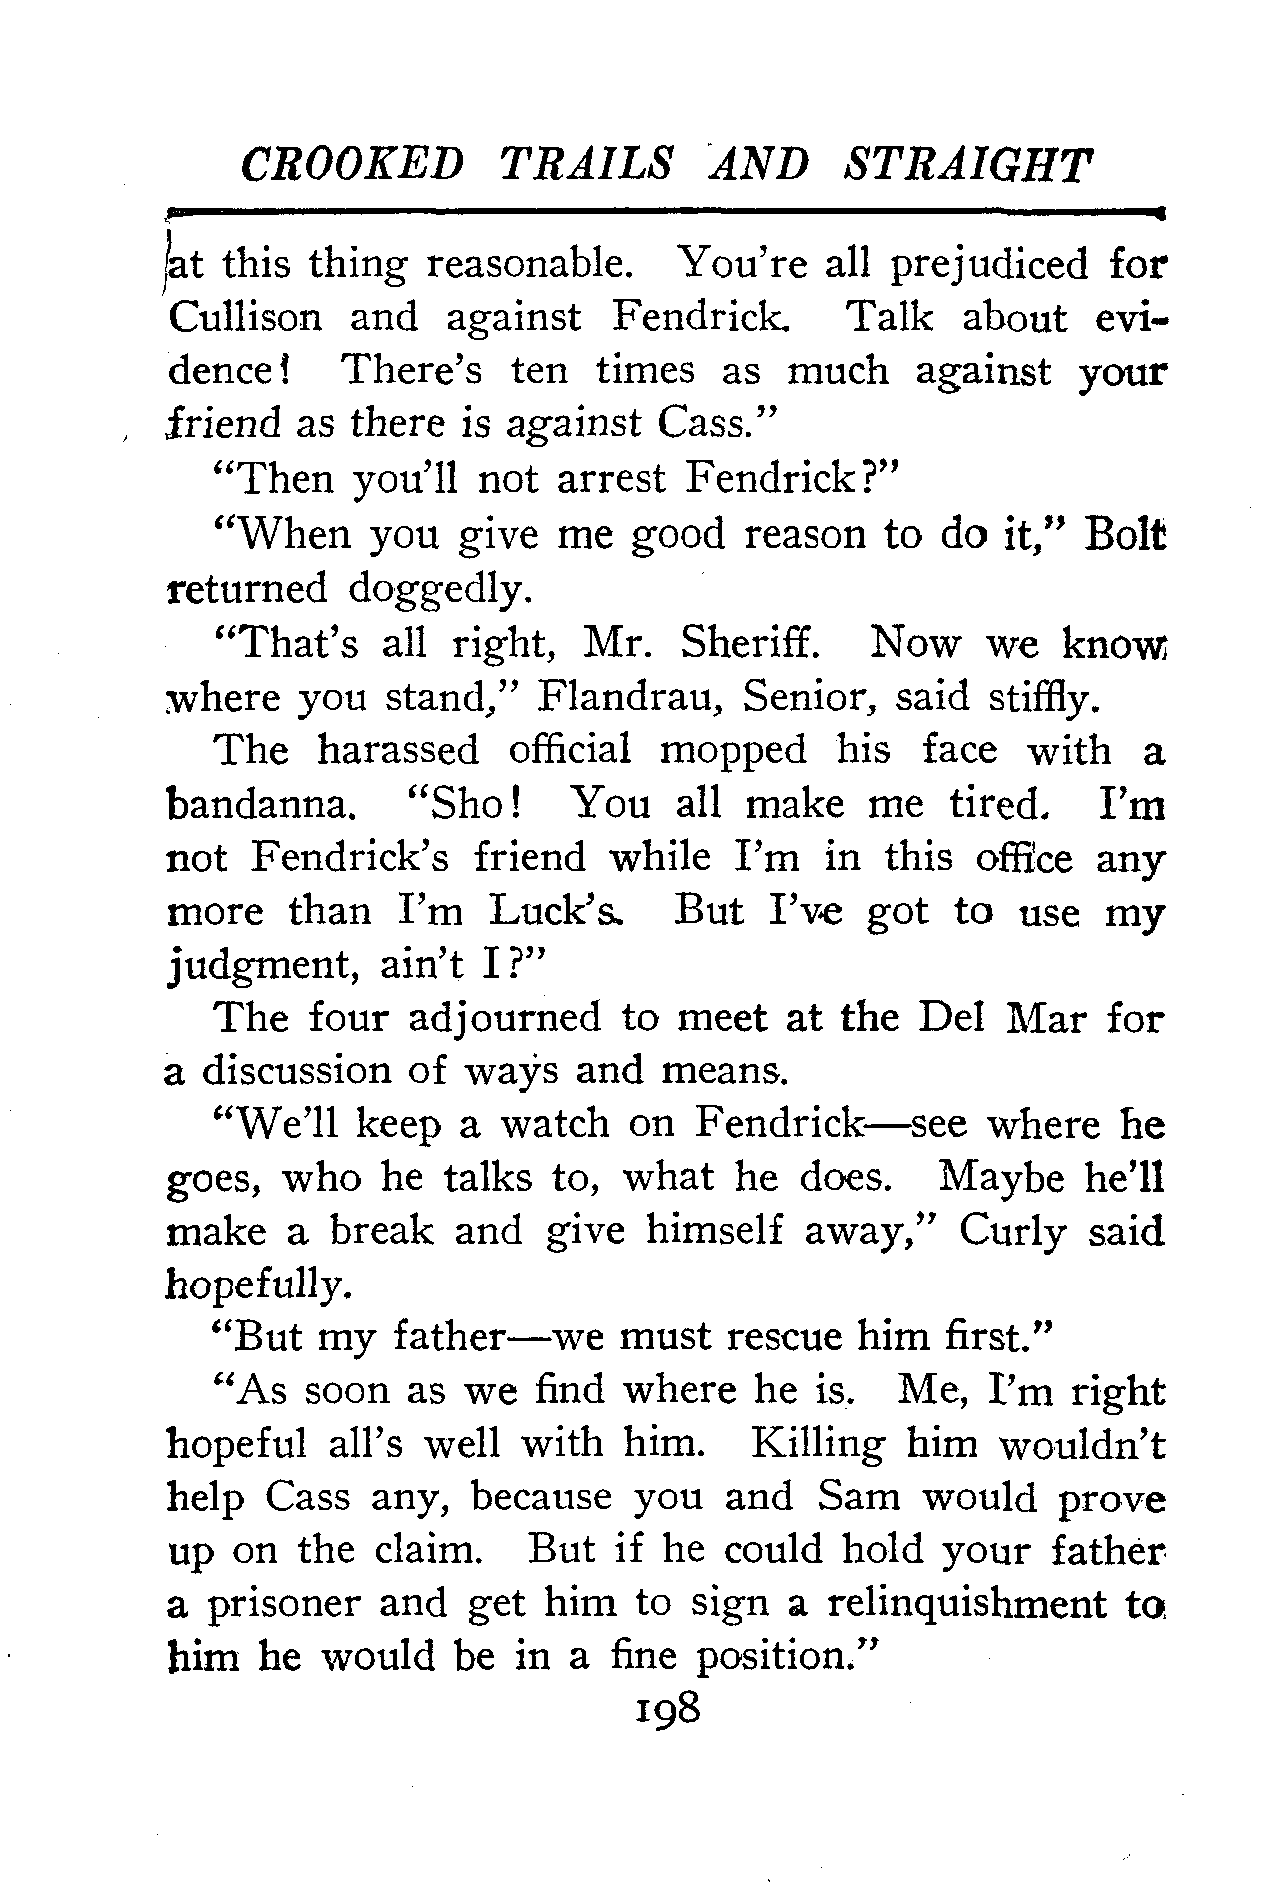 CROOKED TRAILS AND STRAIGHT
at this thing reasonable. You're all prejudiced for
Cullison and against Fendrick. Talk about evi-
dence! There's ten times as much against your
friend as there is against Cass."
"Then you'll not arrest Fendrick?"
"When you give me good reason to do it," Bolt
returned doggedly.
"That's all right, Mr. Sheriff. Now we know
where you stand," Flandrau, Senior, said stiffly.
The harassed official mopped his face with a
bandanna. "Sho! You all make me tired. I'm
not Fendrick's friend while I'm in this office any
more than I'm Luck's. But I've got to use my
judgment, ain't I?"
The four adjourned to meet at the Del Mar for
a discussion of ways and means.
"We'll keep a watch on Fendrick—see where he
goes, who he talks to, what he does. Maybe he'll
make a break and give himself away," Curly said
hopefully.
"But my father—we must rescue him first."
"As soon as we find where he is. Me, I'm right
hopeful all's well with him. Killing him wouldn't
help Cass any, because you and Sam would prove
up on the claim. But if he could hold your father
a prisoner and get him to sign a relinquishment to
him he would be in a fine position."
198